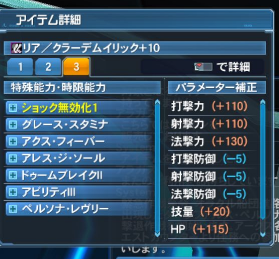 アイテム詳細
リア／クラーデムイリック+10
1 2 3 で詳細
特殊能力・時限能力 パラメーター補正
ショック無効化1 打撃力（+110）
グレース・スタミナ 射撃力（+110）
アクス・フィーバー 法撃力（+130）
アレス・ジ・ソール 打撃防御（-5）
ドゥームブレイクII 射撃防御（-5）
アビリティIII 法撃防御（-5）
ペルソナ・レヴリー 技量（+20）
HP（+115）
いします。